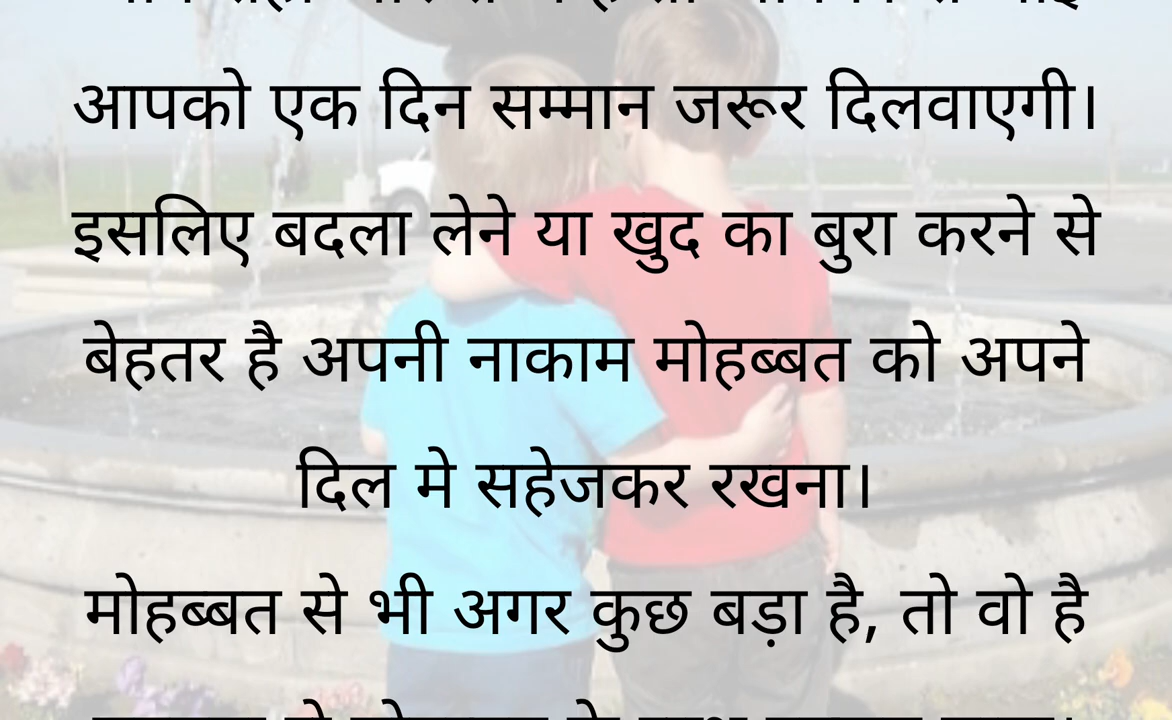 आपको एक दिन सम्मान जरूर दिलवाएगी।
इसलिए बदला लेने या खुद का बुरा करने से
बेहतर है अपनी नाकाम मोहब्बत को अपने
दिल मे सहेजकर रखना।
मोहब्बत से भी अगर कुछ बड़ा है, तो वो है